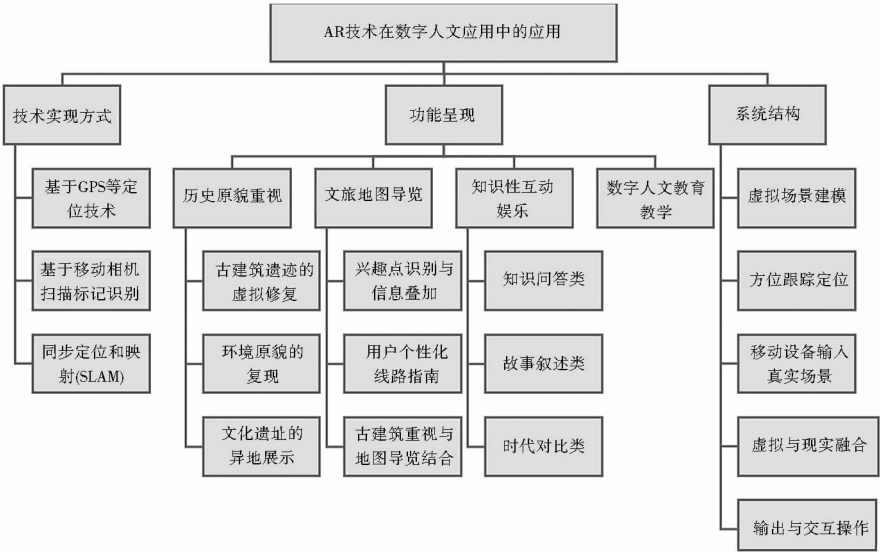 AR技术在数字人文应用中的应用
技术实现方式
功能呈现
系统结构
基于GPS等定
位技术
基于移动相机
扫描标记识别
同步定位和映
射(SLAM)
历史原貌重视
古建筑遗迹的
虚拟修复
环境原貌的
复现
文化遗址的
异地展示
文旅地图导览
兴趣点识别与
信息叠加
用户个性化
线路指南
古建筑重视与
地图导览结合
知识性互动
娱乐
知识问答类
故事叙述类
时代对比类
数字人文教育
教学
虚拟场景建模
方位跟踪定位
移动设备输入
真实场景
虚拟与现实融合
输出与交互操作